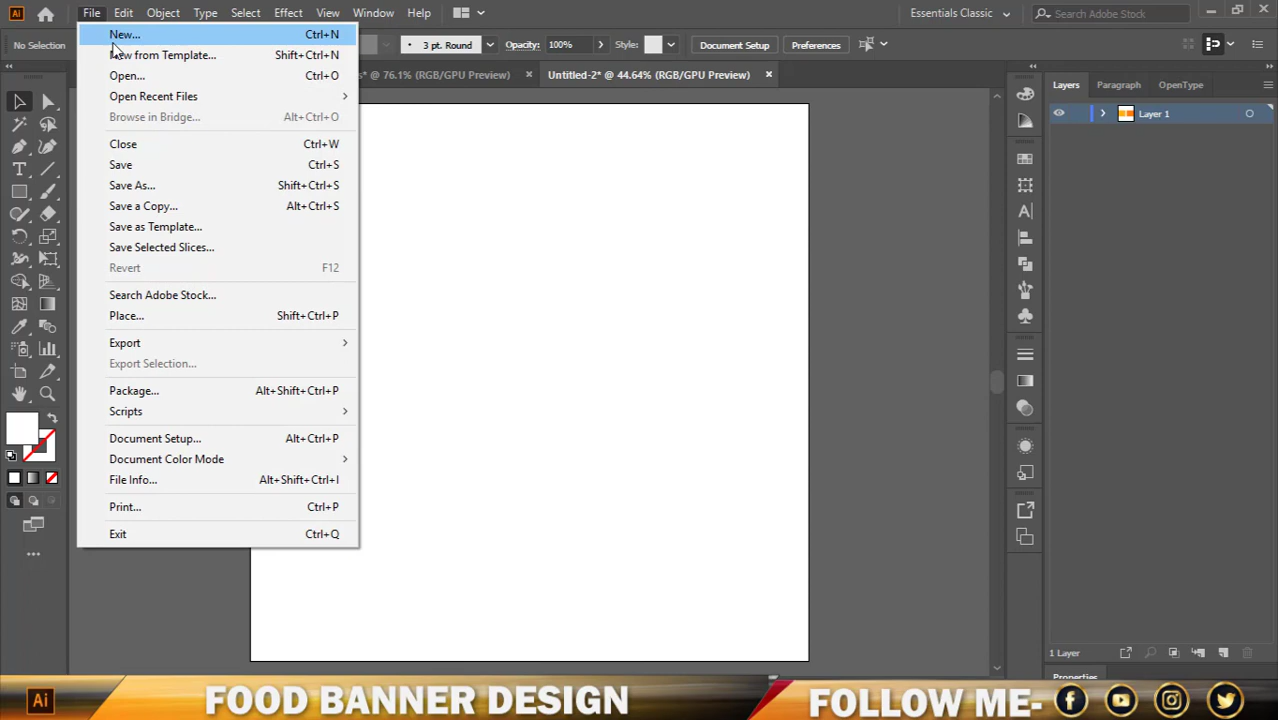 Ai File Edit Object Type Select Effect View Window Help Essentials Classic Search Adobe Stock
No Selection 3 pt. Round Opacity: 100% Style: Document Setup Preferences
s* @ 76.1% (RGB/GPU Preview) Untitled-2* @ 44.64% (RGB/GPU Preview)
New... Ctrl+N
New from Template... Shift+Ctrl+N
Open... Ctrl+O
Open Recent Files
Browse in Bridge... Alt+Ctrl+O
Close Ctrl+W
Save Ctrl+S
Save As... Shift+Ctrl+S
Save a Copy... Alt+Ctrl+S
Save as Template...
Save Selected Slices...
Revert F12
Search Adobe Stock...
Place... Shift+Ctrl+P
Export
Export Selection...
Package... Alt+Shift+Ctrl+P
Scripts
Document Setup... Alt+Ctrl+P
Document Color Mode
File Info... Alt+Shift+Ctrl+I
Print... Ctrl+P
Exit Ctrl+Q
Layers Paragraph OpenType
Layer 1
1 Layer
Properties
Ai FOOD BANNER DESIGN FOLLOW ME-